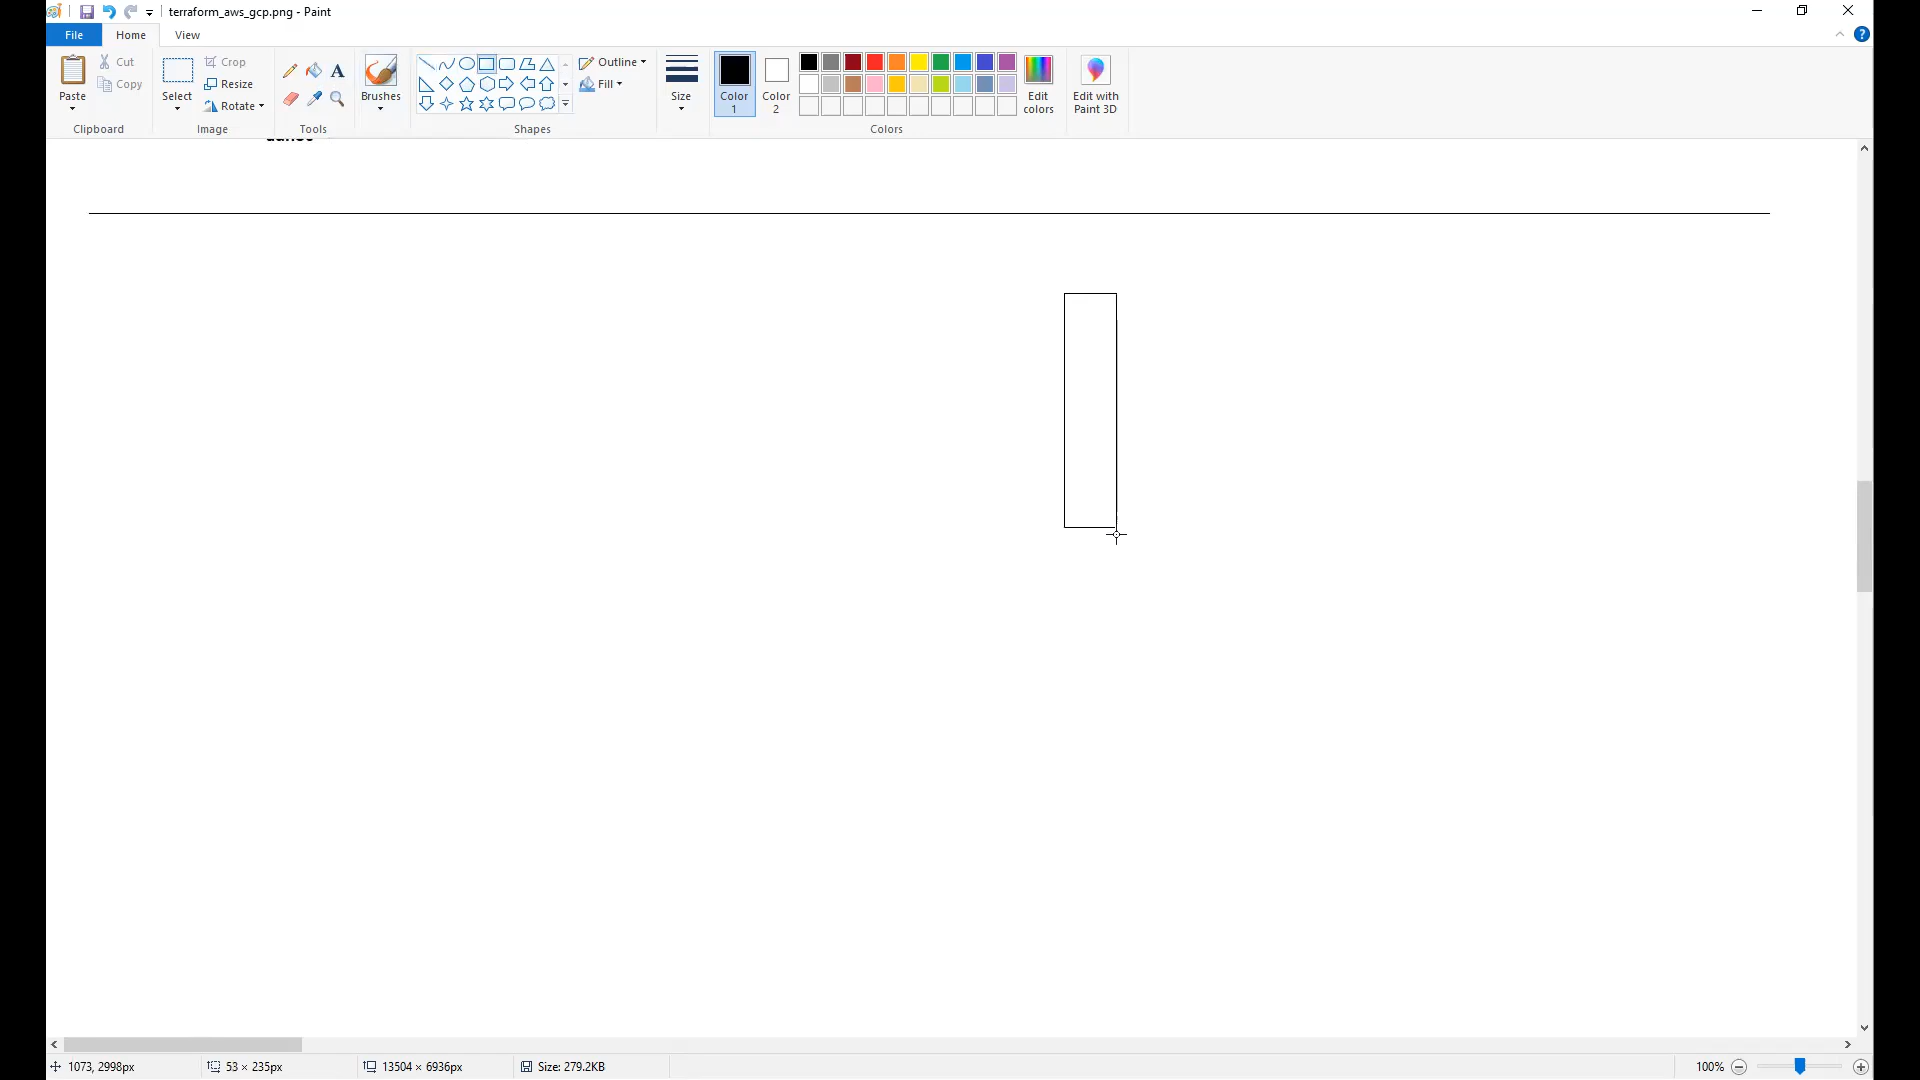 terraform_aws_gcp.png - Paint
File
Home
View
Paste
Cut
Copy
Clipboard
Select
Crop
Resize
Rotate
Image
A
Tools
Brushes
Outline
Fill
Shapes
Size
Color
1
Color
2
Edit
colors
Edit with
Paint 3D
Colors
?
1073, 2998px
53 × 235px
13504 × 6936px
Size: 279.2KB
100%